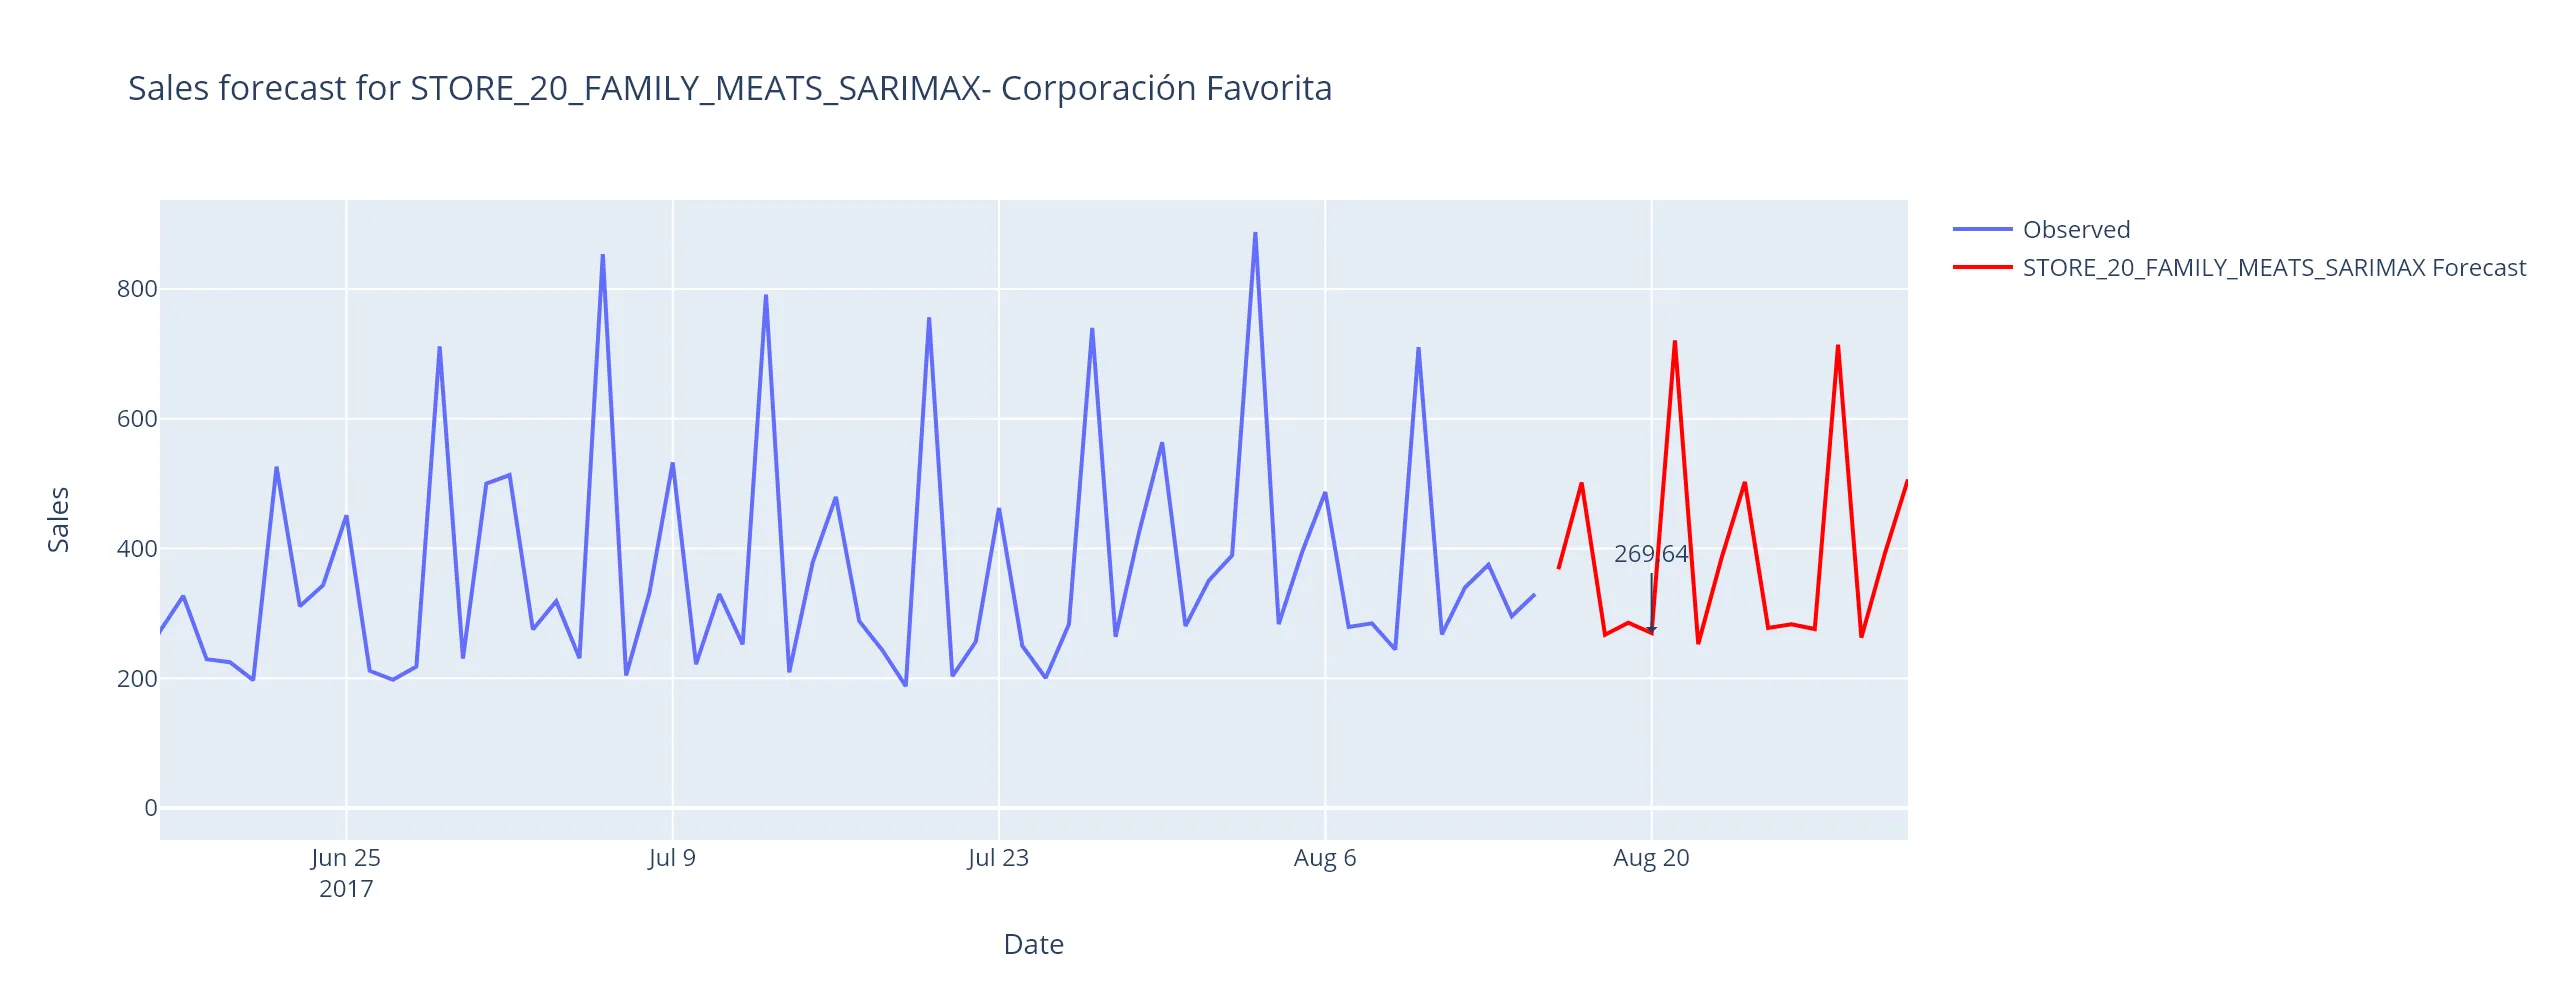 Sales forecast for STORE_20_FAMILY_MEATS_SARIMAX- Corporación Favorita
Observed
STORE_20_FAMILY_MEATS_SARIMAX Forecast
800
600
400
200
0
Sales
269.64
Jun 25
2017
Jul 9
Jul 23
Aug 6
Aug 20
Date